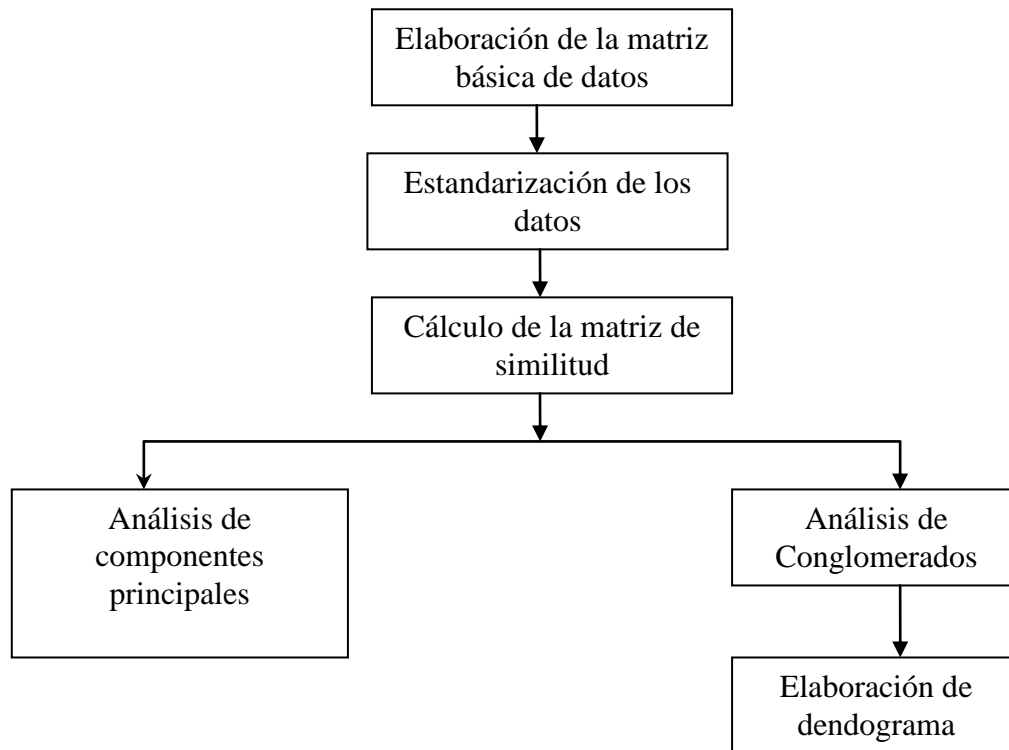 Elaboración de la matriz
básica de datos
Estandarización de los
datos
Cálculo de la matriz de
similitud
Análisis de
componentes
principales
Análisis de
Conglomerados
Elaboración de
dendograma